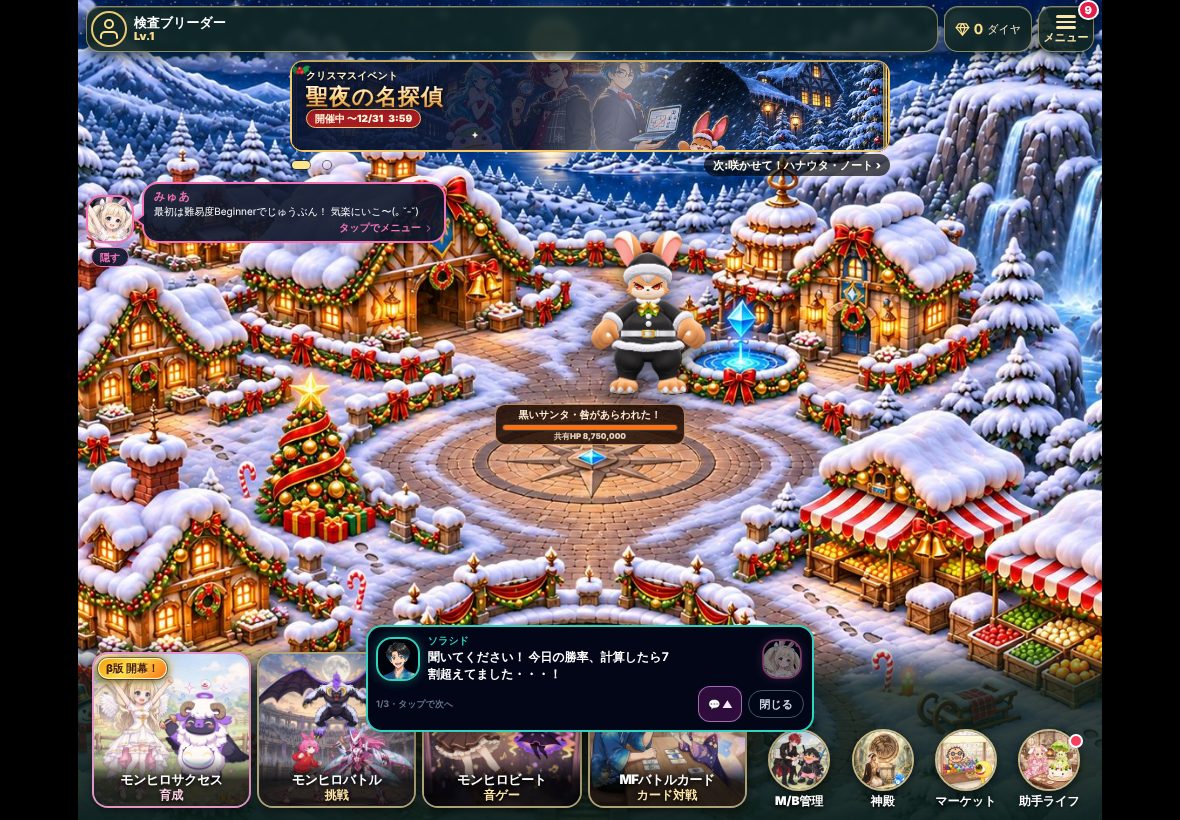 検査ブリーダー
Lv.1
0 ダイヤ
9
メニュー
クリスマスイベント
聖夜の名探偵
開催中 〜12/31 3:59
次:咲かせて！ハナウタ・ノート ›
みゅあ
最初は難易度Beginnerでじゅうぶん！ 気楽にいこ〜(｡ˇ-ˇ)
タップでメニュー ›
隠す
黒いサンタ・咎があらわれた！
共有HP 8,750,000
ソラシド
聞いてください！ 今日の勝率、計算したら7
割超えてました・・・！
1/3・タップで次へ
▲
閉じる
β版 開幕！
モンヒロサクセス
育成
モンヒロバトル
挑戦
モンヒロビート
音ゲー
MFバトルカード
カード対戦
M/B管理
神殿
マーケット
助手ライフ